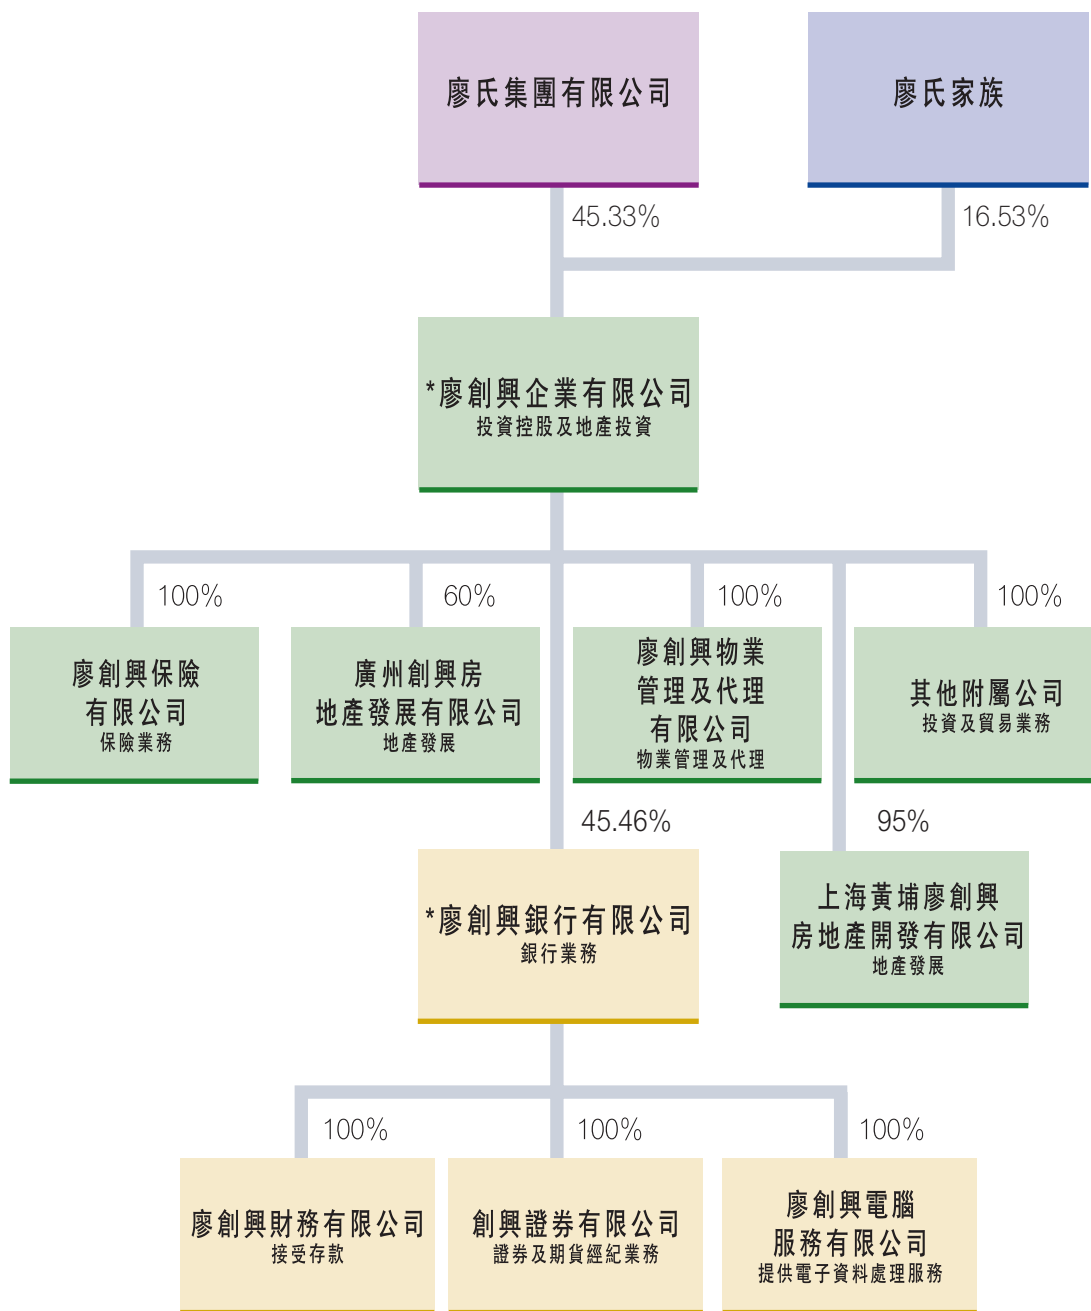 廖氏集團有限公司
廖氏家族
45.33%
16.53%
*廖創興企業有限公司
投資控股及地產投資
100%
60%
100%
100%
廖創興保險
有限公司
保險業務
廣州創興房
地產發展有限公司
地產發展
廖創興物業
管理及代理
有限公司
物業管理及代理
其他附屬公司
投資及貿易業務
45.46%
95%
*廖創興銀行有限公司
銀行業務
上海黃埔廖創興
房地產開發有限公司
地產發展
100%
100%
100%
廖創興財務有限公司
接受存款
創興證券有限公司
證券及期貨經紀業務
廖創興電腦
服務有限公司
提供電子資料處理服務